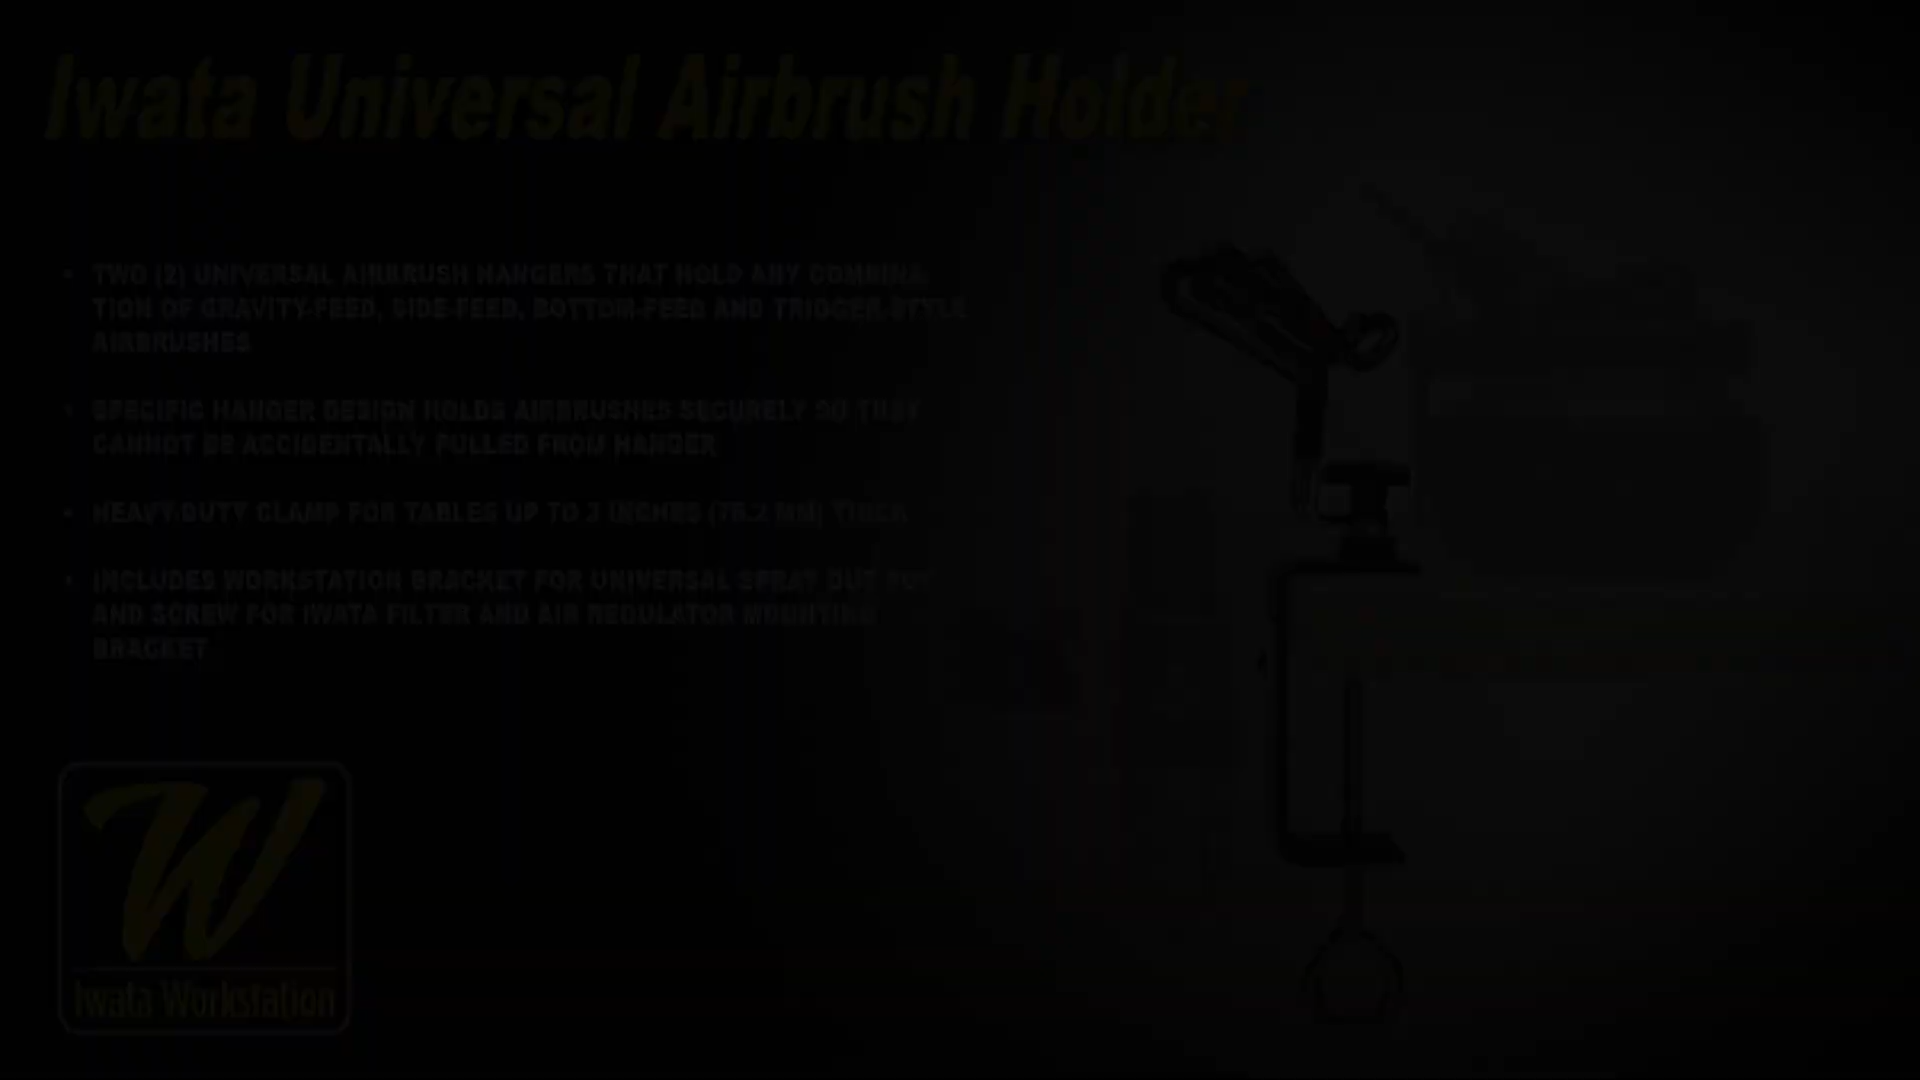 Iwata Universal Airbrush Holder
• TWO (2) UNIVERSAL AIRBRUSH HANGERS THAT HOLD ANY COMBINA-
TION OF GRAVITY-FEED, SIDE-FEED, BOTTOM-FEED AND TRIGGER-STYLE
AIRBRUSHES
• SPECIFIC HANGER DESIGN HOLDS AIRBRUSHES SECURELY SO THEY
CANNOT BE ACCIDENTALLY PULLED FROM HANGER
• HEAVY-DUTY CLAMP FOR TABLES UP TO 3 INCHES (76.2 MM) THICK
• INCLUDES WORKSTATION BRACKET FOR UNIVERSAL SPRAY OUT POT
AND SCREW FOR IWATA FILTER AND AIR REGULATOR MOUNTING
BRACKET
W
Iwata Workstation